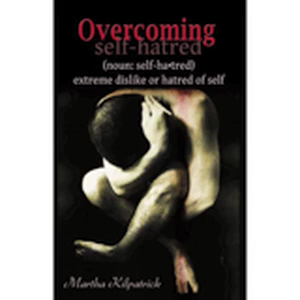 Overcoming
self-hatred
(noun: self-ha•tred)
extreme dislike or hatred of self
Martha Kilpatrick